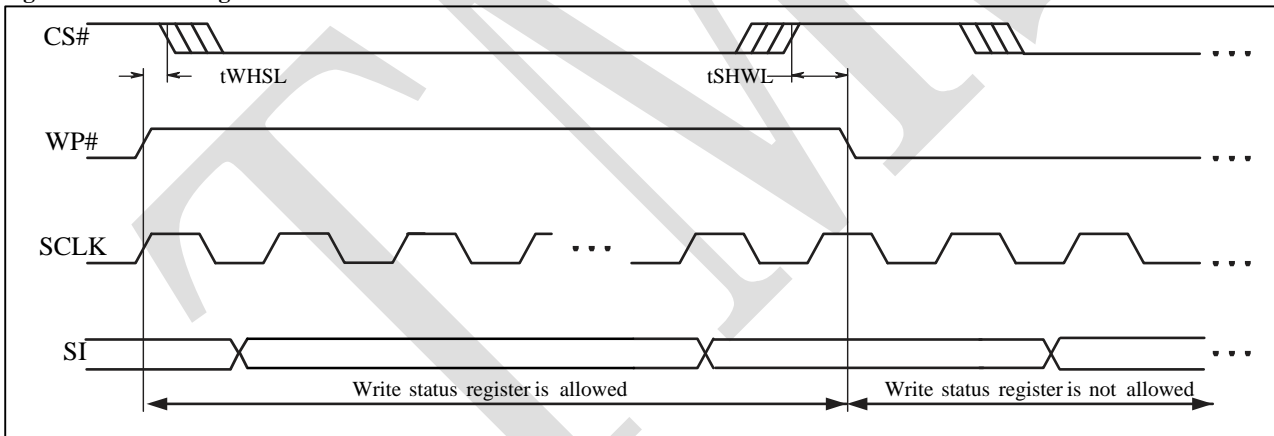 CS#
tWHSL
tSHWL
WP#
SCLK
SI
Write status register is allowed
Write status register is not allowed